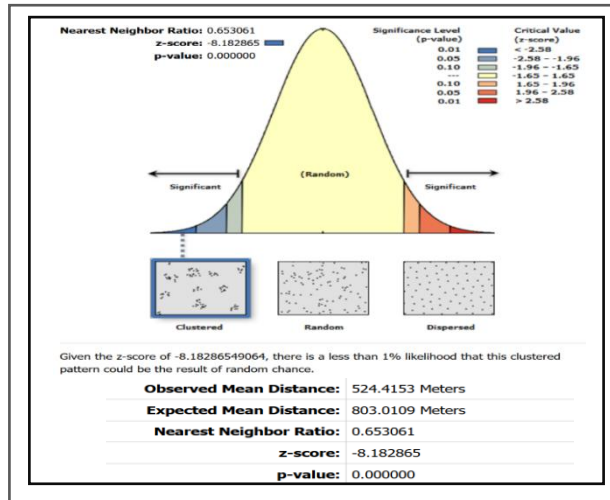 Nearest Neighbor Ratio: 0.653061
z-score: -8.182865
p-value: 0.000000
Significance Level
(p-value)
Critical Value
(z-score)
0.01 < -2.58
0.05 -2.58 - -1.96
0.10 -1.96 - -1.65
--- -1.65 - 1.65
0.10 1.65 - 1.96
0.05 1.96 - 2.58
0.01 > 2.58
(Random)
Significant
Significant
Clustered
Random
Dispersed
Given the z-score of -8.18286549064, there is a less than 1% likelihood that this clustered
pattern could be the result of random chance.
Observed Mean Distance: 524.4153 Meters
Expected Mean Distance: 803.0109 Meters
Nearest Neighbor Ratio: 0.653061
z-score: -8.182865
p-value: 0.000000